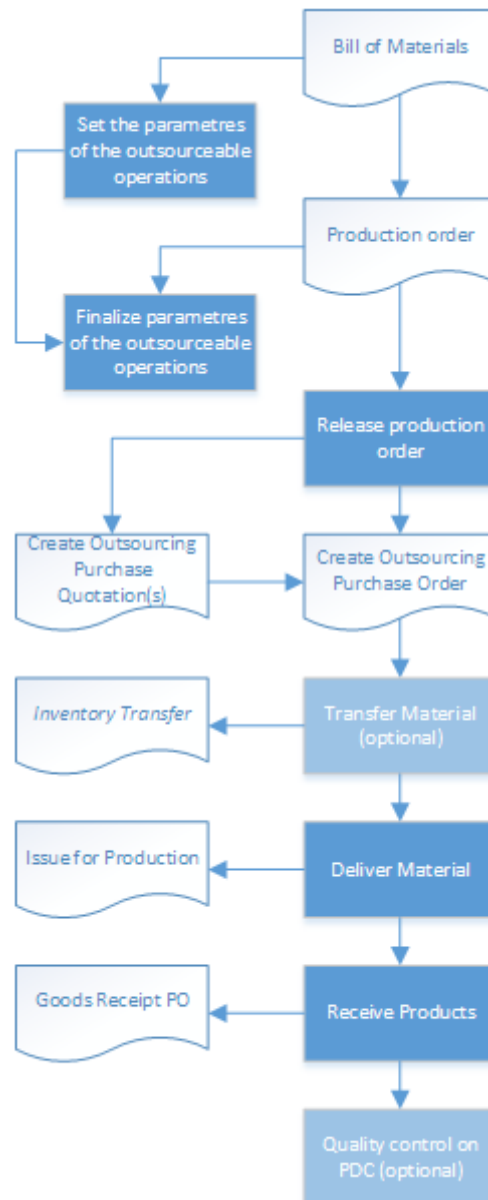 Bill of Materials
Set the parametres
of the outsourceable
operations
Production order
Finalize parametres
of the outsourceable
operations
Release production
order
Create Outsourcing
Purchase
Quotation(s)
Create Outsourcing
Purchase Order
Inventory Transfer
Transfer Material
(optional)
Issue for Production
Deliver Material
Goods Receipt PO
Receive Products
Quality control on
PDC (optional)